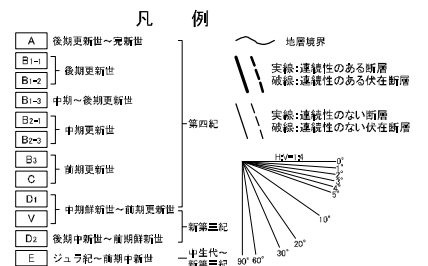 凡 例
A 後期更新世～完新世
B1-1
B1-2
後期更新世
B1-3 中期～後期更新世
B2-1
B2-3
中期更新世
B3
C
前期更新世
D1
V
中期鮮新世～前期更新世
D2 後期中新世～前期鮮新世
E ジュラ紀～前期中新世
第四紀
新第三紀
中生代～
新第三紀
地層境界
実線:連続性のある断層
破線:連続性のある伏在断層
実線:連続性のない断層
破線:連続性のない伏在断層
H:V=1:4
0°
1°
2°
3°
4°
5°
10°
20°
30°
60°
90°